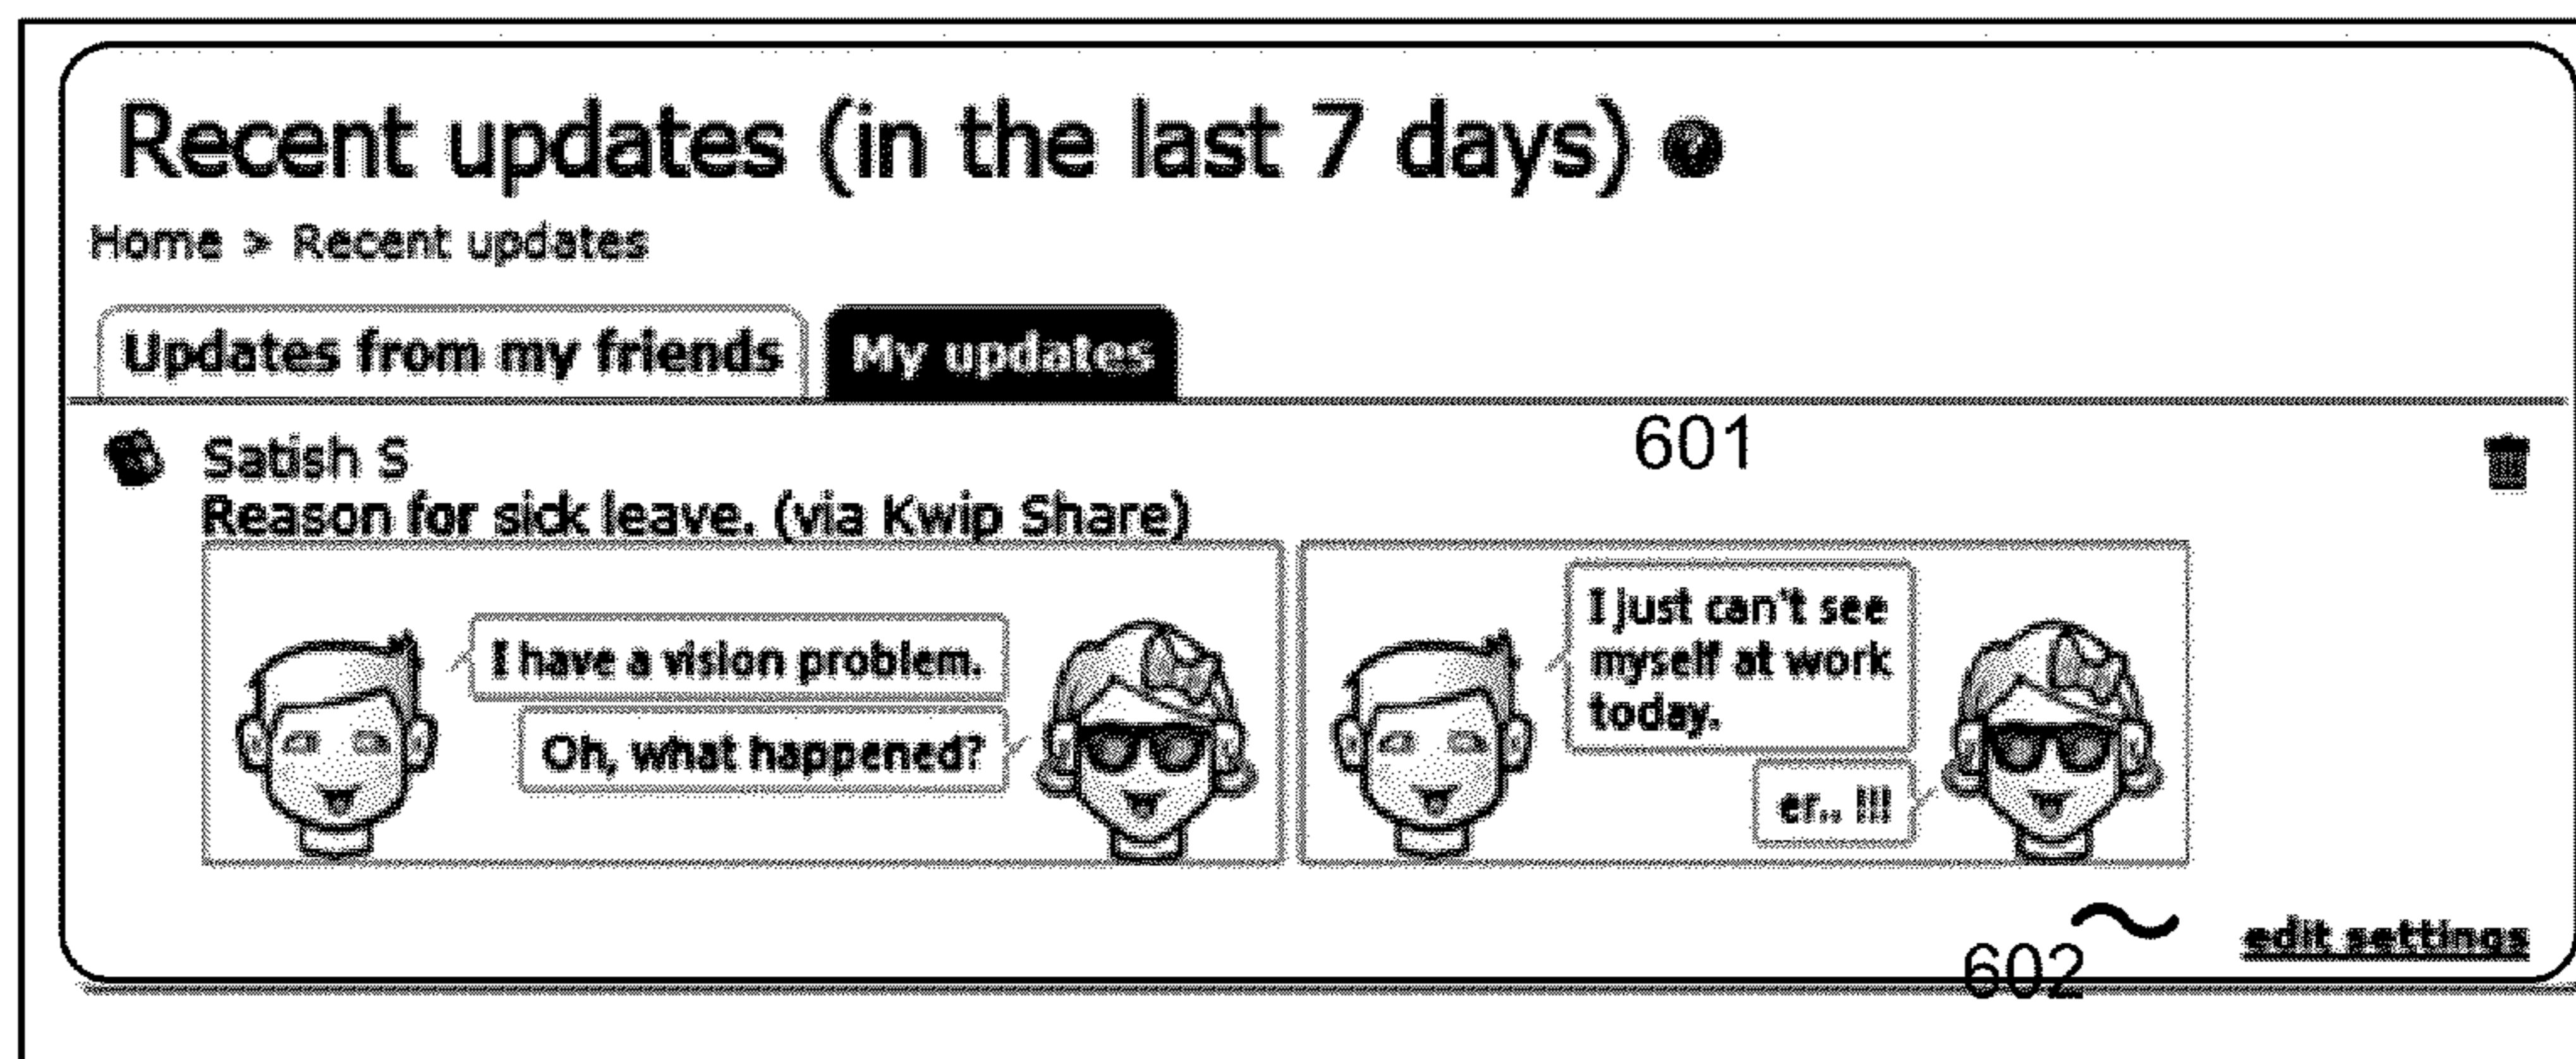 Recent updates (in the last 7 days) ?
Home > Recent updates
Updates from my friends
My updates
601
Satish S
Reason for sick leave. (via Kwip Share)
I have a vision problem.
Oh, what happened?
I just can't see
myself at work
today.
er.. !!!
602
edit settings